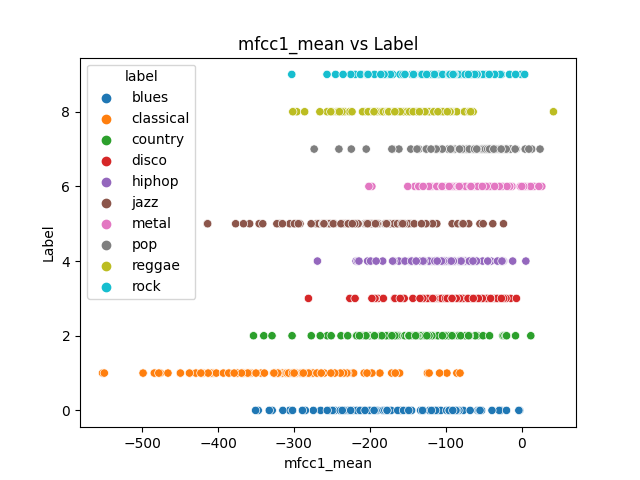 mfcc1_mean vs Label
label
blues
classical
country
disco
hiphop
jazz
metal
pop
reggae
rock
Label
8
6
4
2
0
−500 −400 −300 −200 −100 0
mfcc1_mean